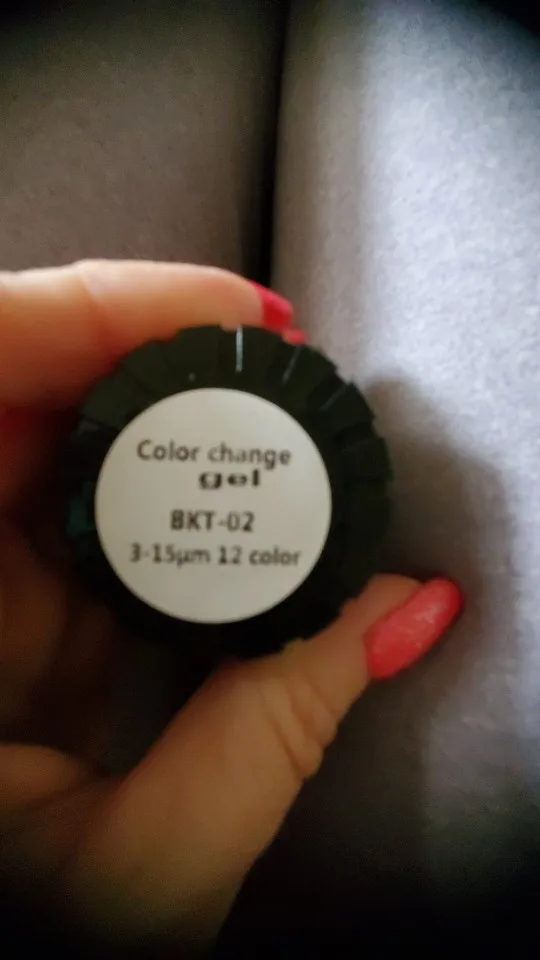 Color change
gel
BKT-02
3-15μm 12 color